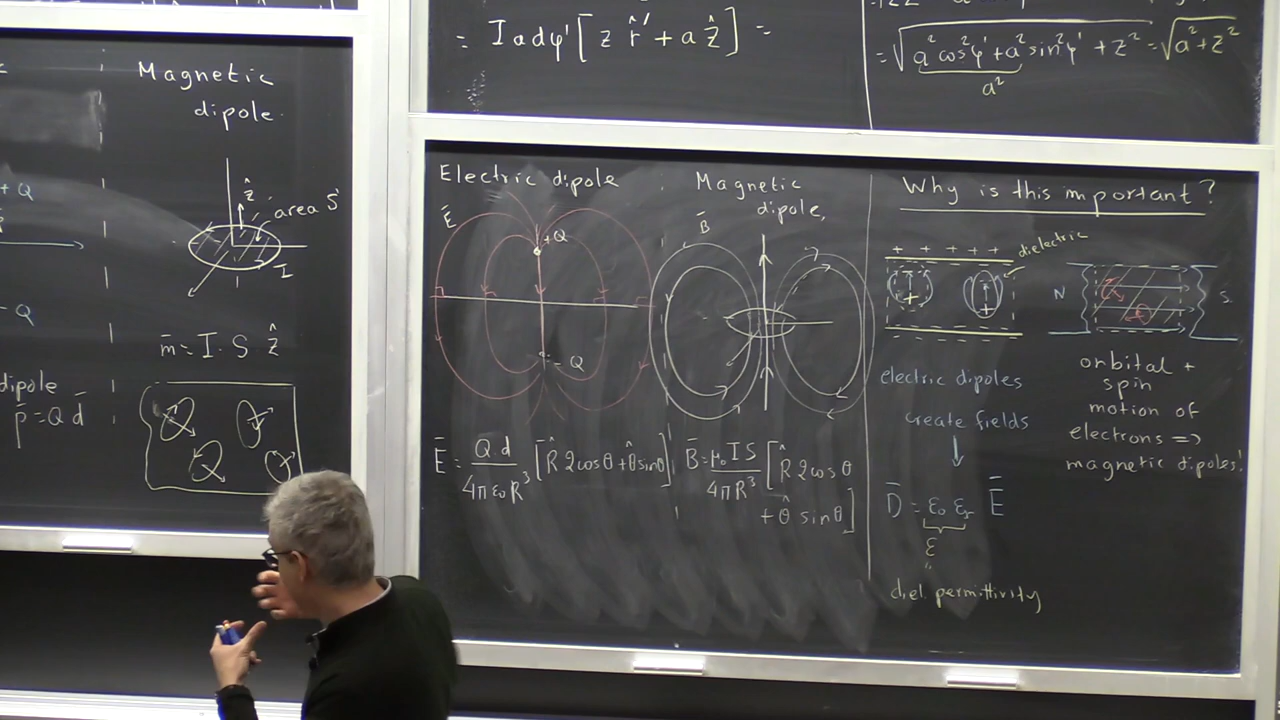 Magnetic
dipole.
+ Q
ẑ
area S
I
- Q
m̄ = I · S ẑ
dipole
p̄ = Q d̄
= I a dφ' [ z r̂' + a ẑ ] =
= √(a² cos²φ' + a² sin²φ' + z²) = √(a² + z²)
a²
Electric dipole
Ē
+Q
- Q
Ē = Q·d / 4πε₀R³ [R̂ 2cosθ + θ̂ sinθ]
Magnetic
dipole,
B̄
B̄ = μ₀ I S / 4πR³ [R̂ 2cosθ
+ θ̂ sinθ]
Why is this important?
+ + + + +
dielectric
N
S
electric dipoles
create fields
D̄ = ε₀ εr Ē
ε
"
diel. permittivity
orbital +
spin
motion of
electrons =>
magnetic dipoles!